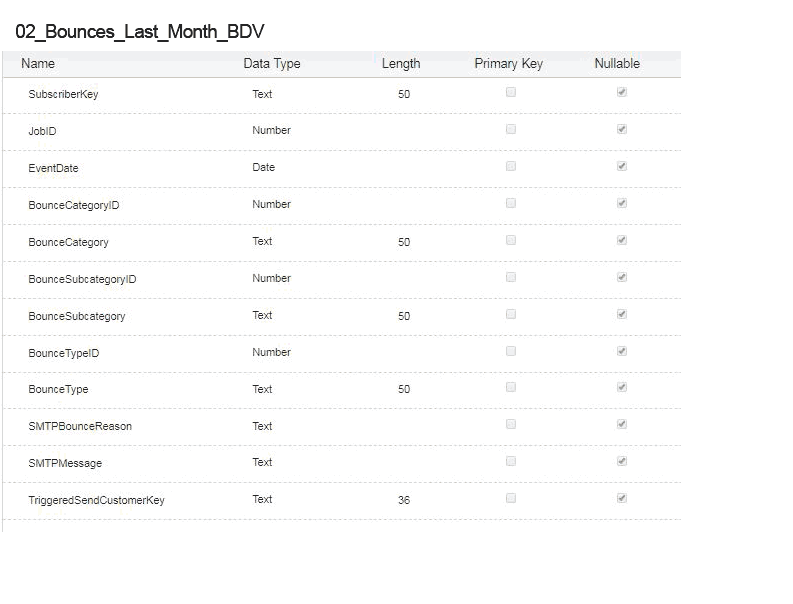 02_Bounces_Last_Month_BDV
Name Data Type Length Primary Key Nullable
SubscriberKey Text 50
JobID Number
EventDate Date
BounceCategoryID Number
BounceCategory Text 50
BounceSubcategoryID Number
BounceSubcategory Text 50
BounceTypeID Number
BounceType Text 50
SMTPBounceReason Text
SMTPMessage Text
TriggeredSendCustomerKey Text 36